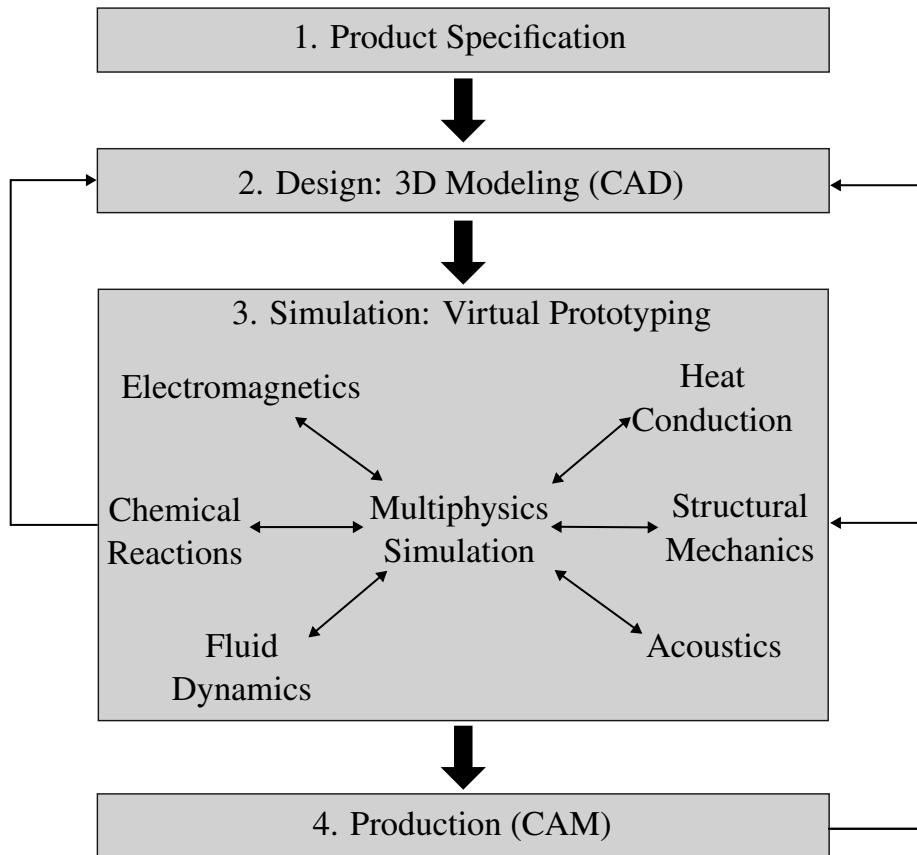 1. Product Specification
2. Design: 3D Modeling (CAD)
3. Simulation: Virtual Prototyping
Electromagnetics
Heat
Conduction
Chemical
Reactions
Multiphysics
Simulation
Structural
Mechanics
Fluid
Dynamics
Acoustics
4. Production (CAM)